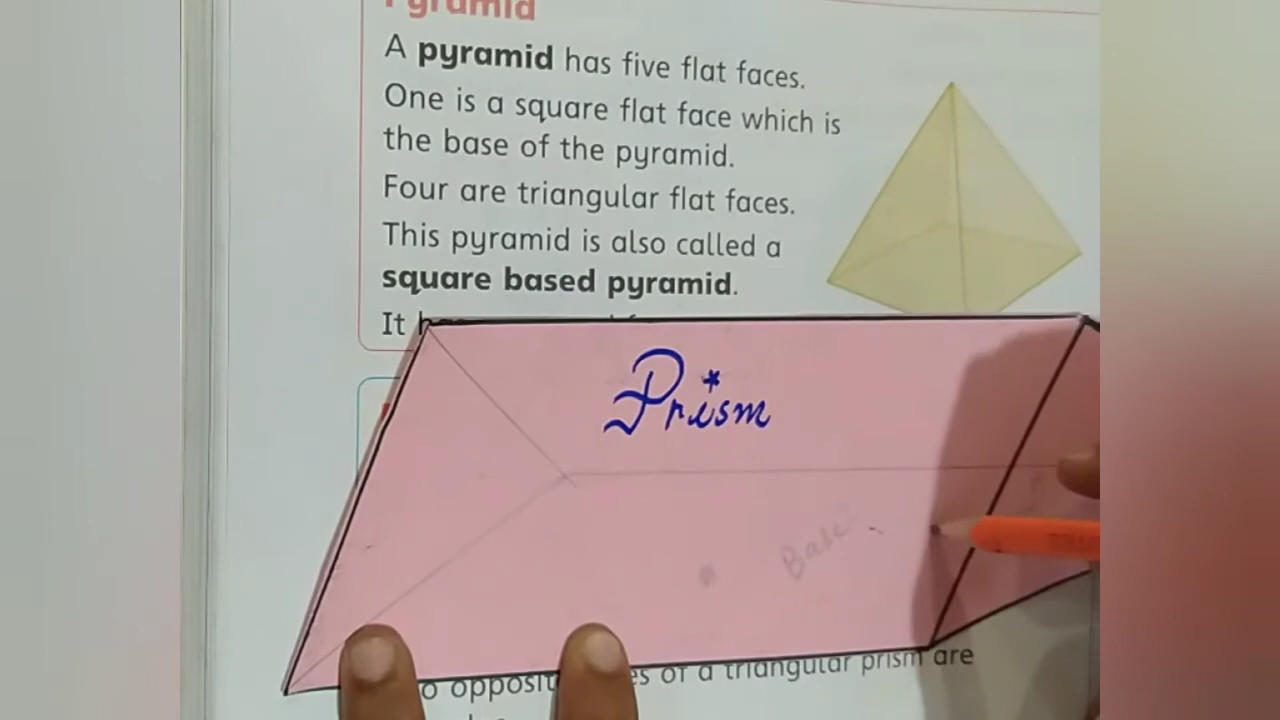 Pyramid
A pyramid has five flat faces.
One is a square flat face which is
the base of the pyramid.
Four are triangular flat faces.
This pyramid is also called a
square based pyramid.
It
Prism
Base
of a triangular prism are